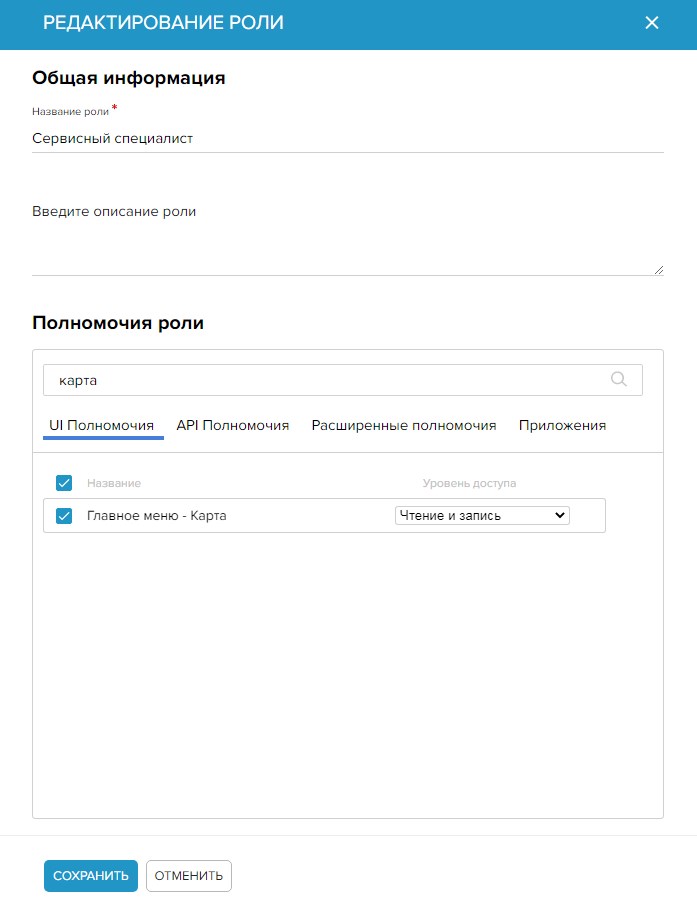 РЕДАКТИРОВАНИЕ РОЛИ
Общая информация
Название роли *
Сервисный специалист
Введите описание роли
Полномочия роли
карта
UI Полномочия API Полномочия Расширенные полномочия Приложения
Название Уровень доступа
Главное меню - Карта Чтение и запись
СОХРАНИТЬ ОТМЕНИТЬ